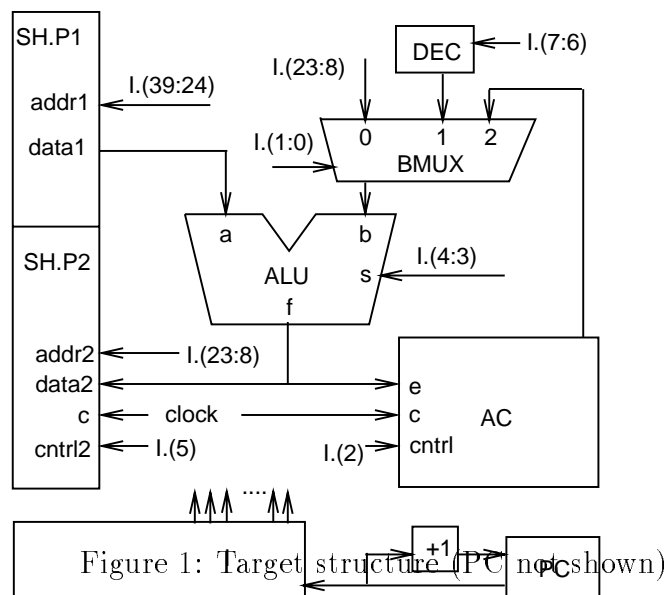 SH.P1
addr1
I.(39:24)
data1
I.(23:8)
DEC
I.(7:6)
I.(1:0)
0
1
2
BMUX
a
b
ALU
s
I.(4:3)
f
SH.P2
addr2
I.(23:8)
data2
c
clock
cntrl2
I.(5)
I.(2)
e
c
cntrl
AC
....
+1
PC
Figure 1: Target structure (PC not shown)